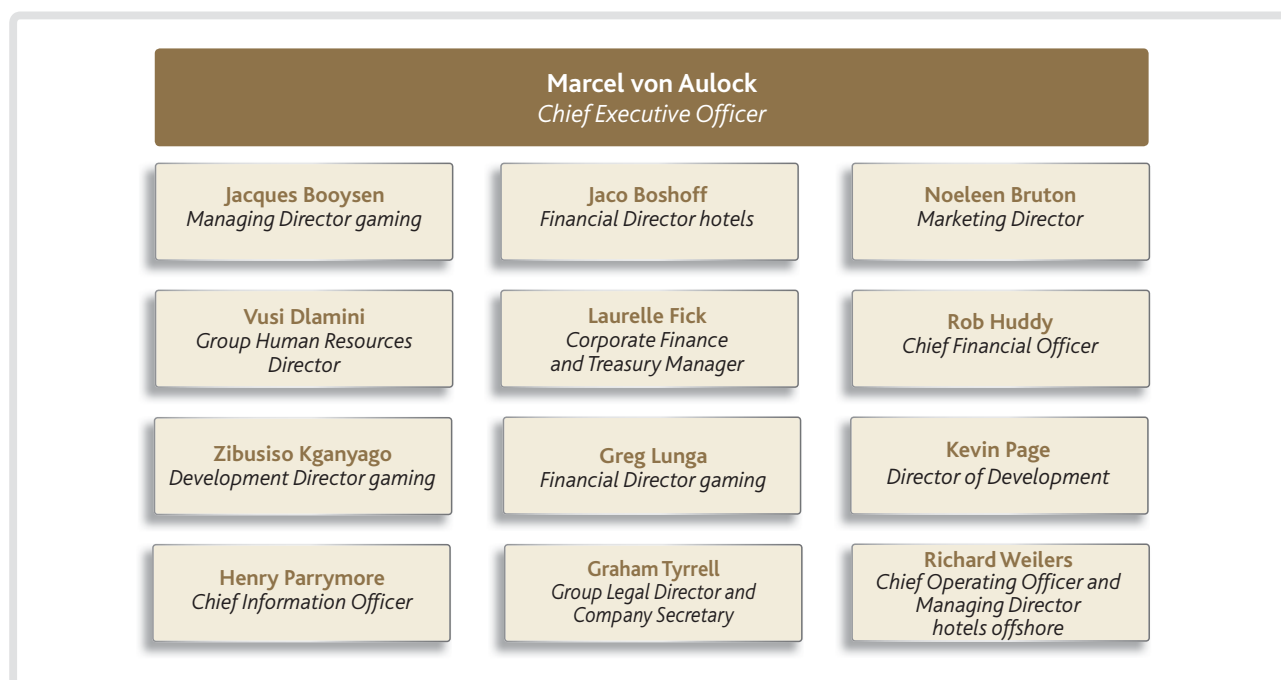 Marcel von Aulock
Chief Executive Officer
Jacques Booysen
Managing Director gaming
Jaco Boshoff
Financial Director hotels
Noeleen Bruton
Marketing Director
Vusi Dlamini
Group Human Resources
Director
Laurelle Fick
Corporate Finance
and Treasury Manager
Rob Huddy
Chief Financial Officer
Zibusiso Kganyago
Development Director gaming
Greg Lunga
Financial Director gaming
Kevin Page
Director of Development
Henry Parrymore
Chief Information Officer
Graham Tyrrell
Group Legal Director and
Company Secretary
Richard Weilers
Chief Operating Officer and
Managing Director
hotels offshore